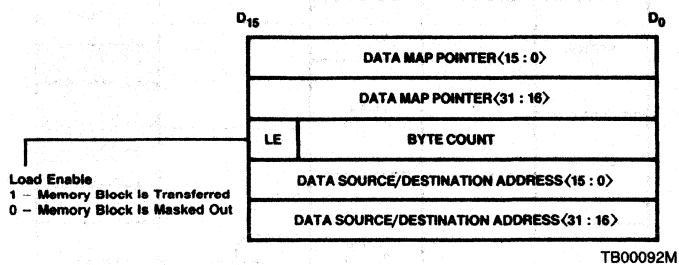 D15 D0
DATA MAP POINTER〈15 : 0〉
DATA MAP POINTER〈31 : 16〉
LE BYTE COUNT
Load Enable
1 – Memory Block Is Transferred
0 – Memory Block Is Masked Out
DATA SOURCE/DESTINATION ADDRESS〈15 : 0〉
DATA SOURCE/DESTINATION ADDRESS〈31 : 16〉
TB00092M